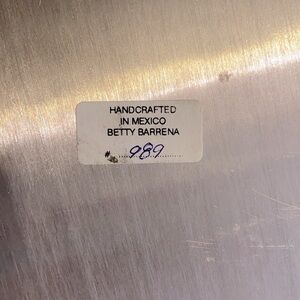 HANDCRAFTED
IN MEXICO
BETTY BARRENA
# 989